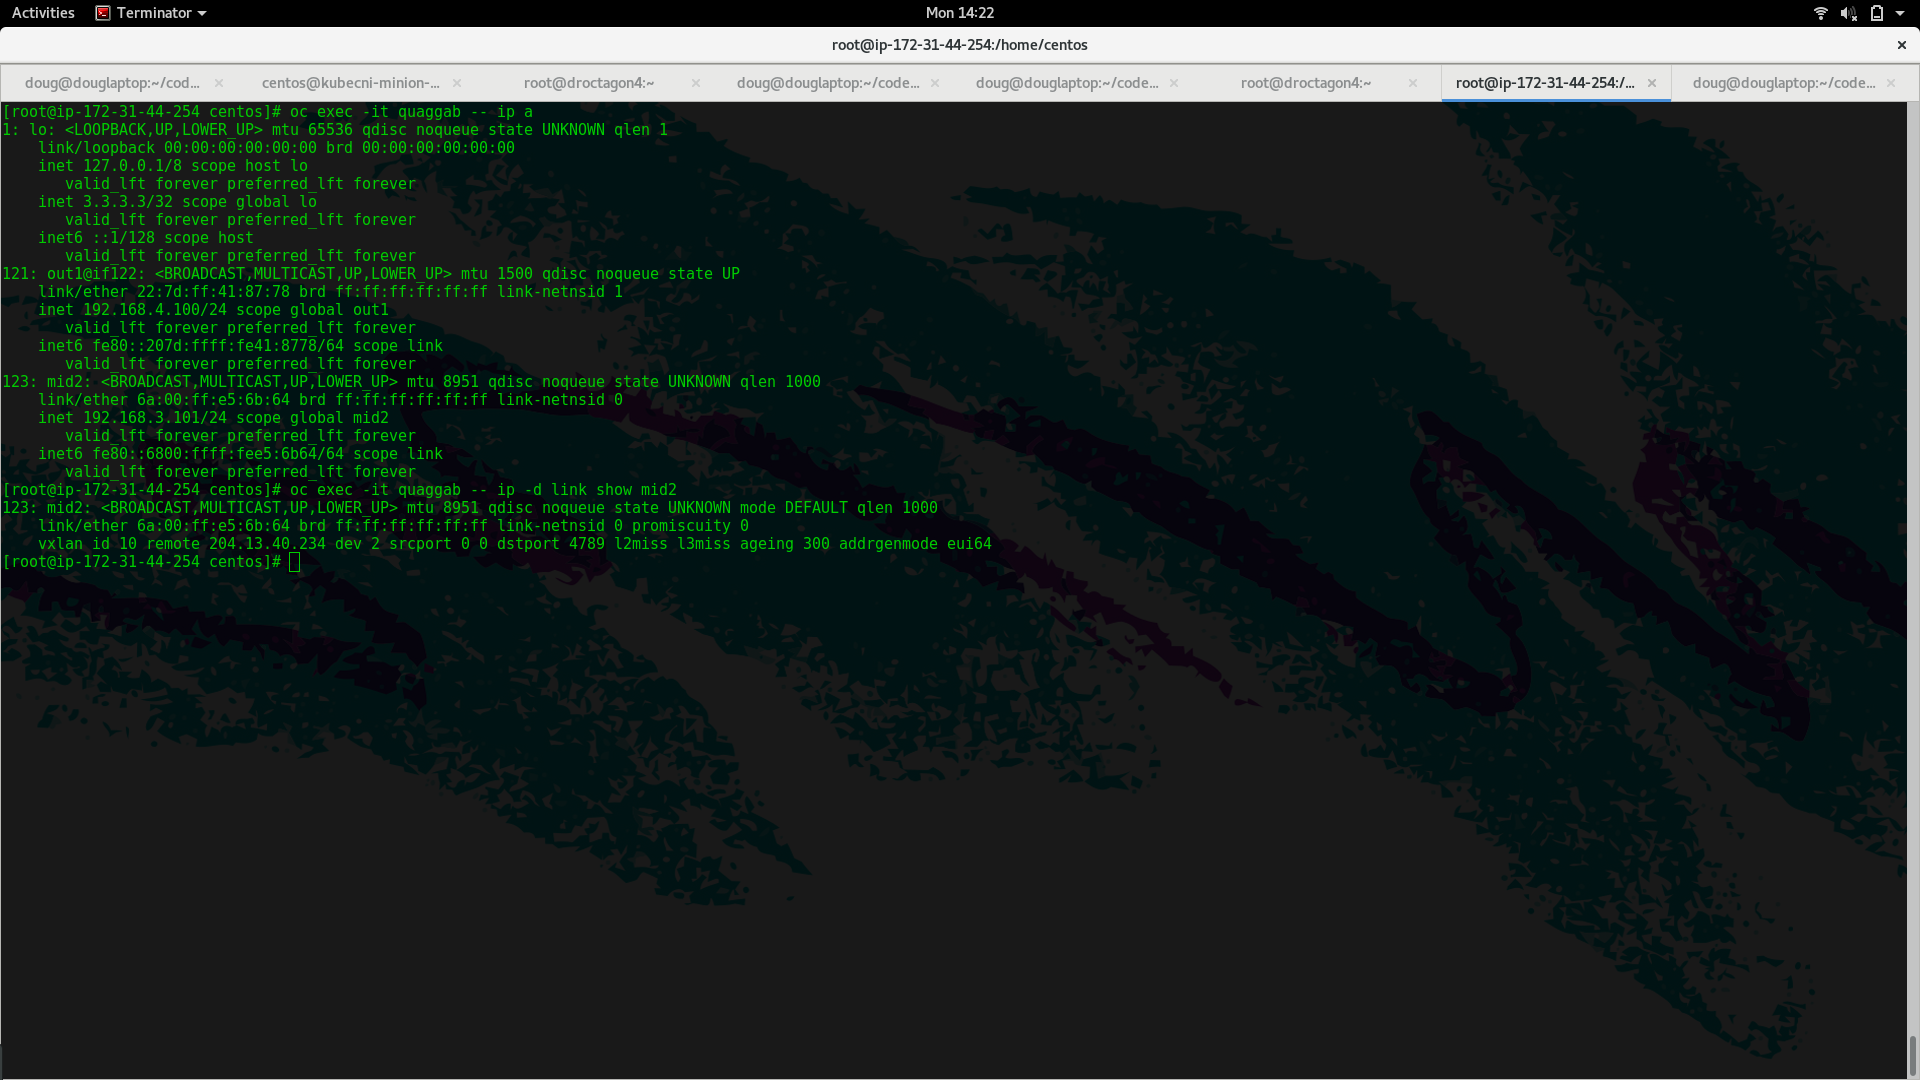 Activities Terminator Mon 14:22
root@ip-172-31-44-254:/home/centos
doug@douglaptop:~/cod... centos@kubecni-minion-... root@droctagon4:~ doug@douglaptop:~/code... doug@douglaptop:~/code... root@droctagon4:~ root@ip-172-31-44-254:/... doug@douglaptop:~/code...
[root@ip-172-31-44-254 centos]# oc exec -it quaggab -- ip a
1: lo: <LOOPBACK,UP,LOWER_UP> mtu 65536 qdisc noqueue state UNKNOWN qlen 1
    link/loopback 00:00:00:00:00:00 brd 00:00:00:00:00:00
    inet 127.0.0.1/8 scope host lo
       valid_lft forever preferred_lft forever
    inet 3.3.3.3/32 scope global lo
       valid_lft forever preferred_lft forever
    inet6 ::1/128 scope host
       valid_lft forever preferred_lft forever
121: out1@if122: <BROADCAST,MULTICAST,UP,LOWER_UP> mtu 1500 qdisc noqueue state UP
    link/ether 22:7d:ff:41:87:78 brd ff:ff:ff:ff:ff:ff link-netnsid 1
    inet 192.168.4.100/24 scope global out1
       valid_lft forever preferred_lft forever
    inet6 fe80::207d:ffff:fe41:8778/64 scope link
       valid_lft forever preferred_lft forever
123: mid2: <BROADCAST,MULTICAST,UP,LOWER_UP> mtu 8951 qdisc noqueue state UNKNOWN qlen 1000
    link/ether 6a:00:ff:e5:6b:64 brd ff:ff:ff:ff:ff:ff link-netnsid 0
    inet 192.168.3.101/24 scope global mid2
       valid_lft forever preferred_lft forever
    inet6 fe80::6800:ffff:fee5:6b64/64 scope link
       valid_lft forever preferred_lft forever
[root@ip-172-31-44-254 centos]# oc exec -it quaggab -- ip -d link show mid2
123: mid2: <BROADCAST,MULTICAST,UP,LOWER_UP> mtu 8951 qdisc noqueue state UNKNOWN mode DEFAULT qlen 1000
    link/ether 6a:00:ff:e5:6b:64 brd ff:ff:ff:ff:ff:ff link-netnsid 0 promiscuity 0
    vxlan id 10 remote 204.13.40.234 dev 2 srcport 0 0 dstport 4789 l2miss l3miss ageing 300 addrgenmode eui64
[root@ip-172-31-44-254 centos]#